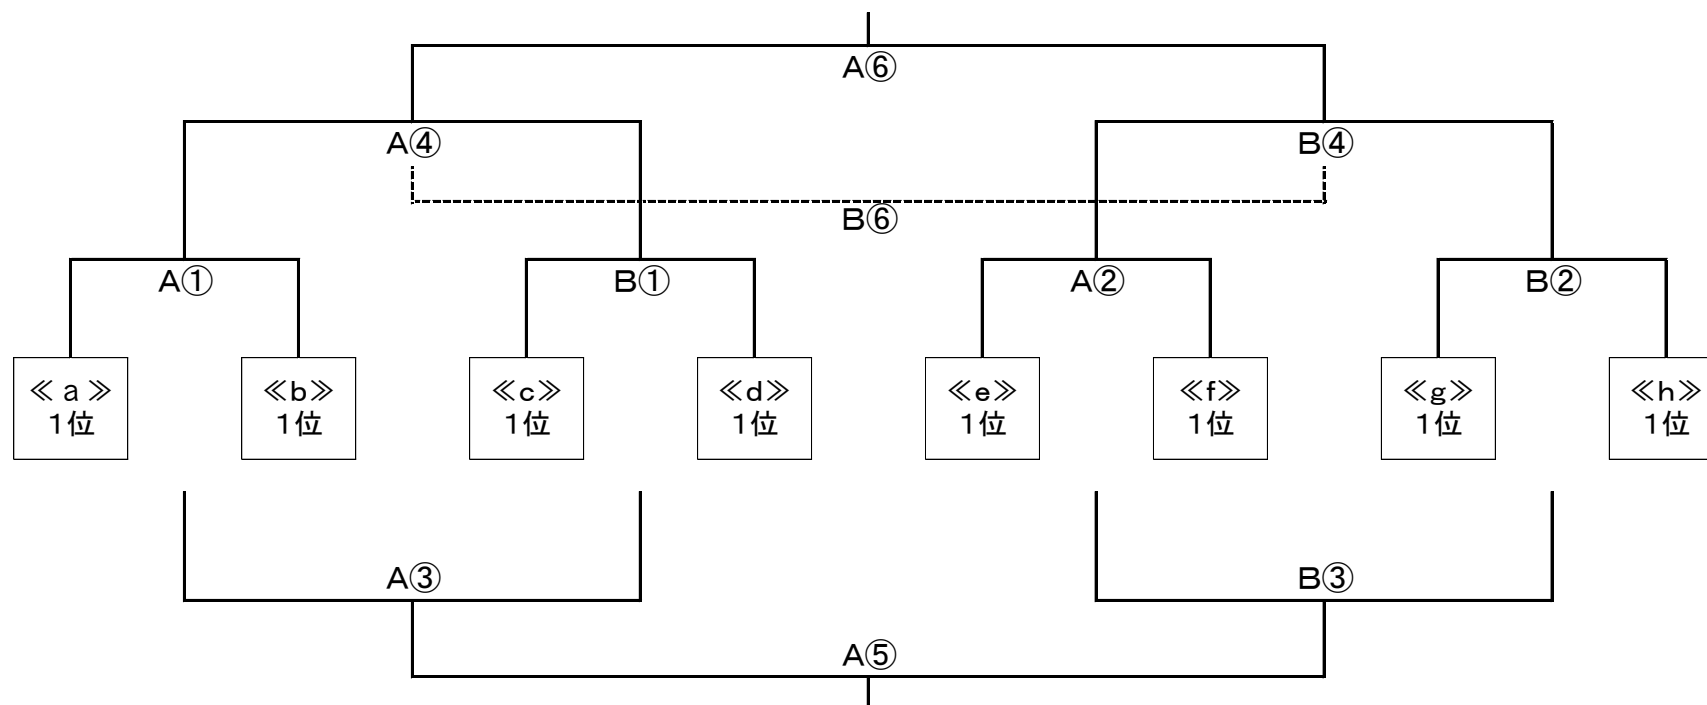 A⑥
A④
B④
B⑥
A①
B①
A②
B②
≪ a ≫
1位
≪b≫
1位
≪c≫
1位
≪d≫
1位
≪e≫
1位
≪f≫
1位
≪g≫
1位
≪h≫
1位
A③
B③
A⑤